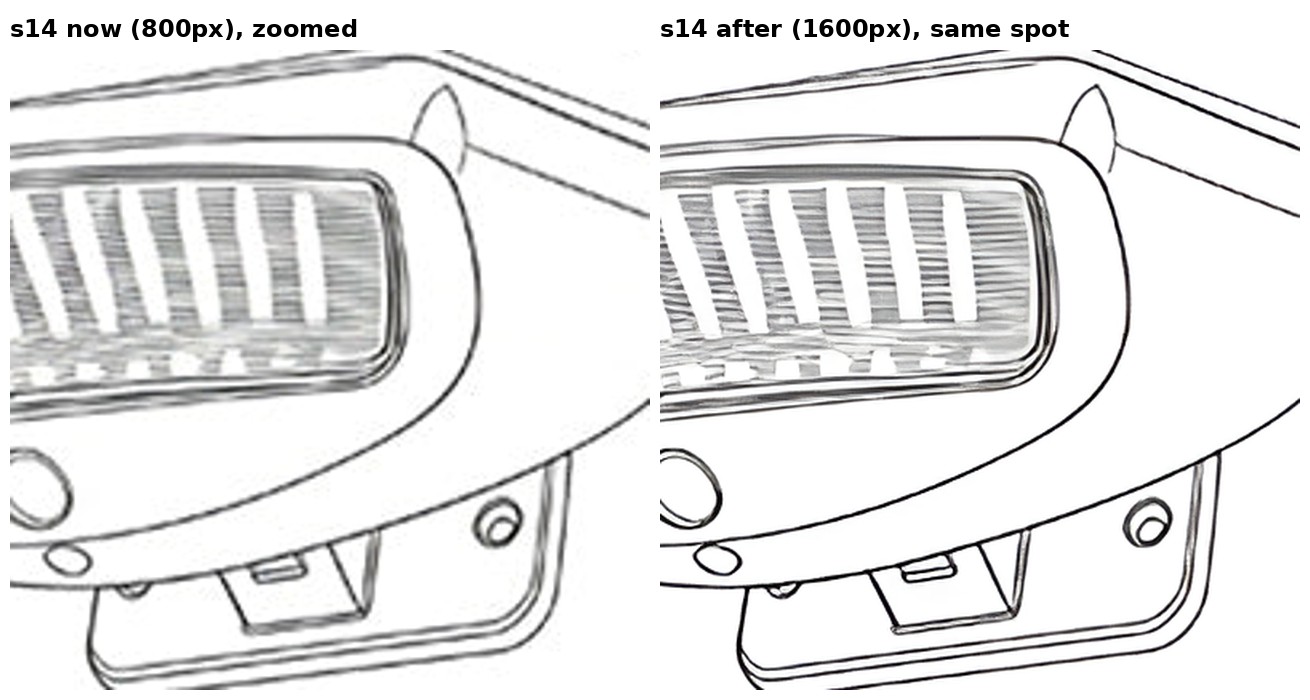 s14 now (800px), zoomed
s14 after (1600px), same spot